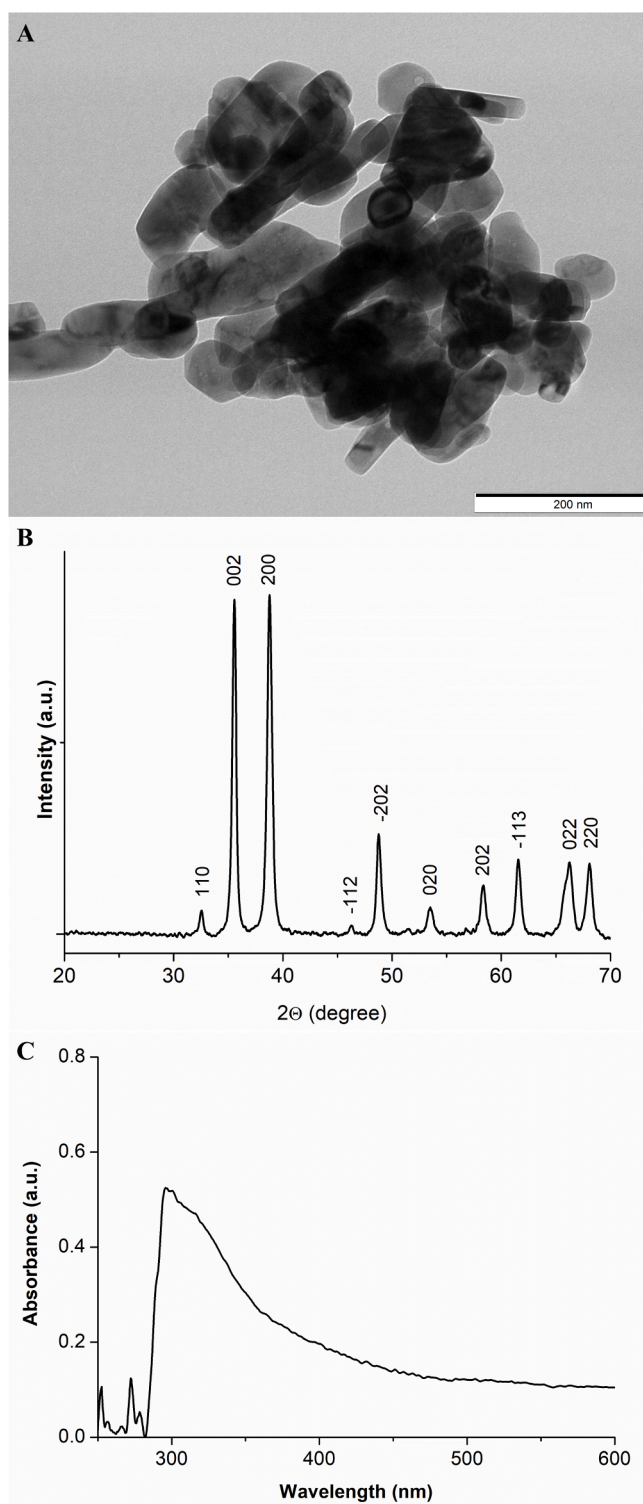 A
200 nm
B
Intensity (a.u.)
110
002
200
-112
-202
020
202
-113
022
220
20 30 40 50 60 70
2Θ (degree)
C
Absorbance (a.u.)
0.8
0.6
0.4
0.2
0.0
300 400 500 600
Wavelength (nm)